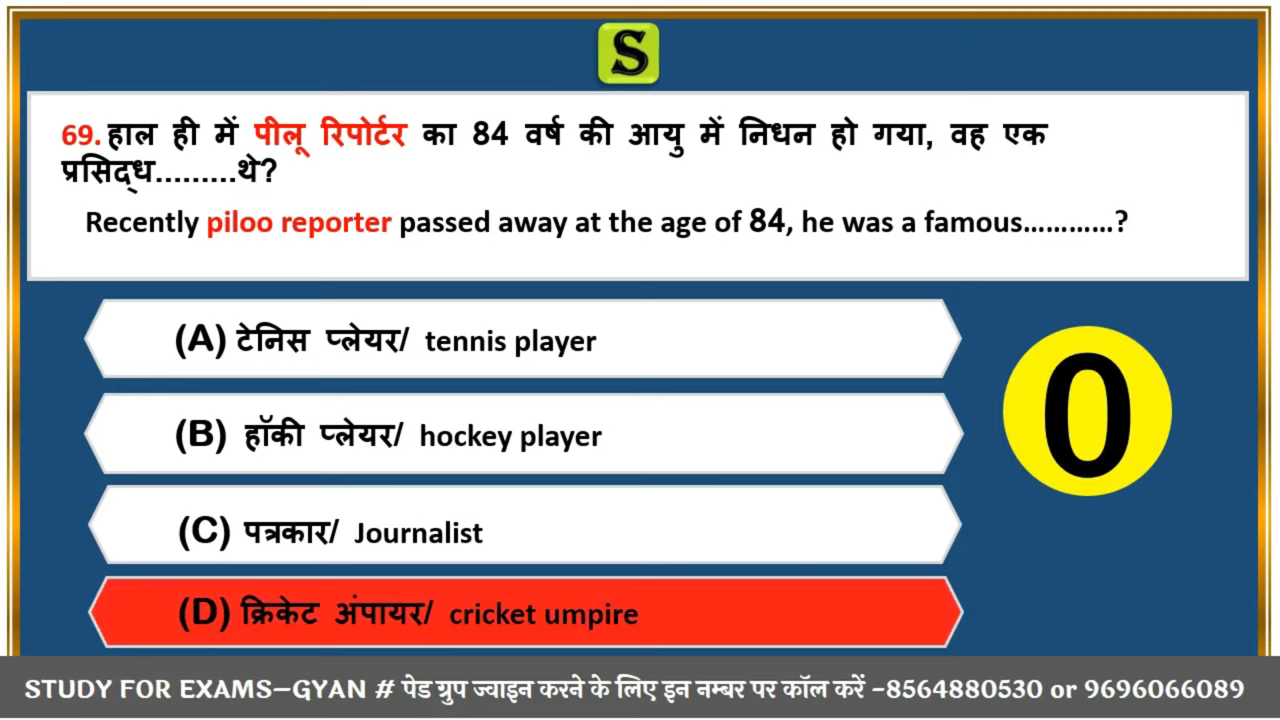 S
69. हाल ही में पीलू रिपोर्टर का 84 वर्ष की आयु में निधन हो गया, वह एक
प्रसिद्ध.........थे?
Recently piloo reporter passed away at the age of 84, he was a famous............?
(A) टेनिस प्लेयर/ tennis player
0
(B) हॉकी प्लेयर/ hockey player
(C) पत्रकार/ Journalist
(D) क्रिकेट अंपायर/ cricket umpire
STUDY FOR EXAMS–GYAN # पेड ग्रुप ज्वाइन करने के लिए इन नम्बर पर कॉल करें –8564880530 or 9696066089